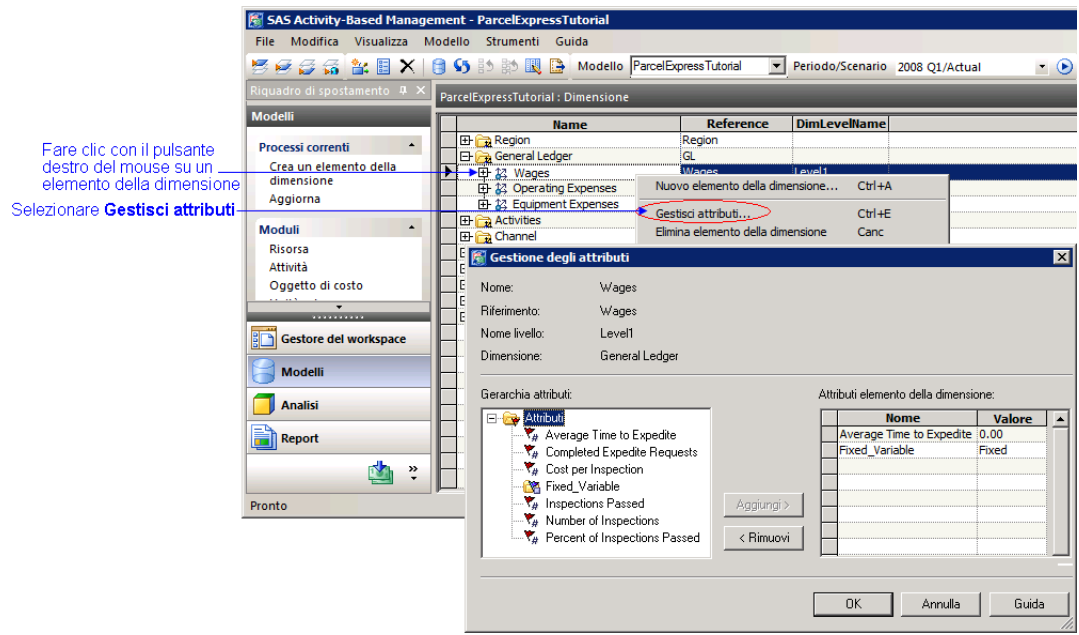 SAS Activity-Based Management - ParcelExpressTutorial
File Modifica Visualizza Modello Strumenti Guida
Modello ParcelExpressTutorial Periodo/Scenario 2008 Q1/Actual
Riquadro di spostamento
ParcelExpressTutorial : Dimensione
Modelli
Processi correnti
Crea un elemento della
dimensione
Aggiorna
Moduli
Risorsa
Attività
Oggetto di costo
Gestore del workspace
Modelli
Analisi
Report
Pronto
Fare clic con il pulsante
destro del mouse su un
elemento della dimensione
Selezionare Gestisci attributi
Name Reference DimLevelName
Region Region
General Ledger GL
Wages Wages Level1
Operating Expenses
Equipment Expenses
Activities
Channel
Nuovo elemento della dimensione... Ctrl+A
Gestisci attributi... Ctrl+E
Elimina elemento della dimensione Canc
Gestione degli attributi
Nome: Wages
Riferimento: Wages
Nome livello: Level1
Dimensione: General Ledger
Gerarchia attributi:
Attributi
Average Time to Expedite
Completed Expedite Requests
Cost per Inspection
Fixed_Variable
Inspections Passed
Number of Inspections
Percent of Inspections Passed
Aggiungi >
< Rimuovi
Attributi elemento della dimensione:
Nome Valore
Average Time to Expedite 0.00
Fixed_Variable Fixed
OK Annulla Guida